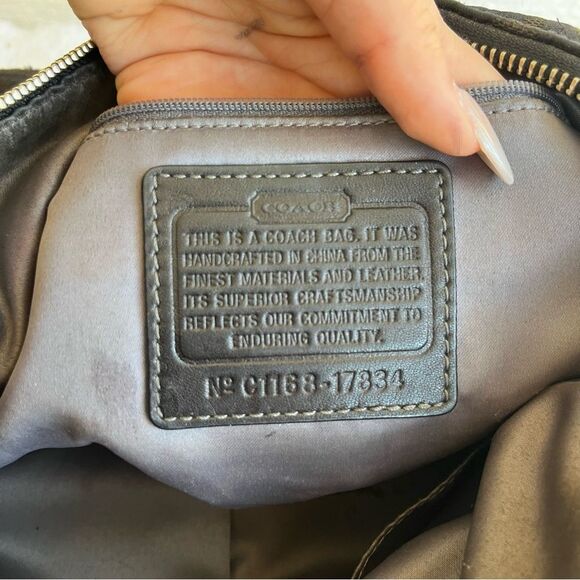 COACH
THIS IS A COACH BAG. IT WAS
HANDCRAFTED IN CHINA FROM THE
FINEST MATERIALS AND LEATHER.
ITS SUPERIOR CRAFTSMANSHIP
REFLECTS OUR COMMITMENT TO
ENDURING QUALITY.
Nº C1168-17834